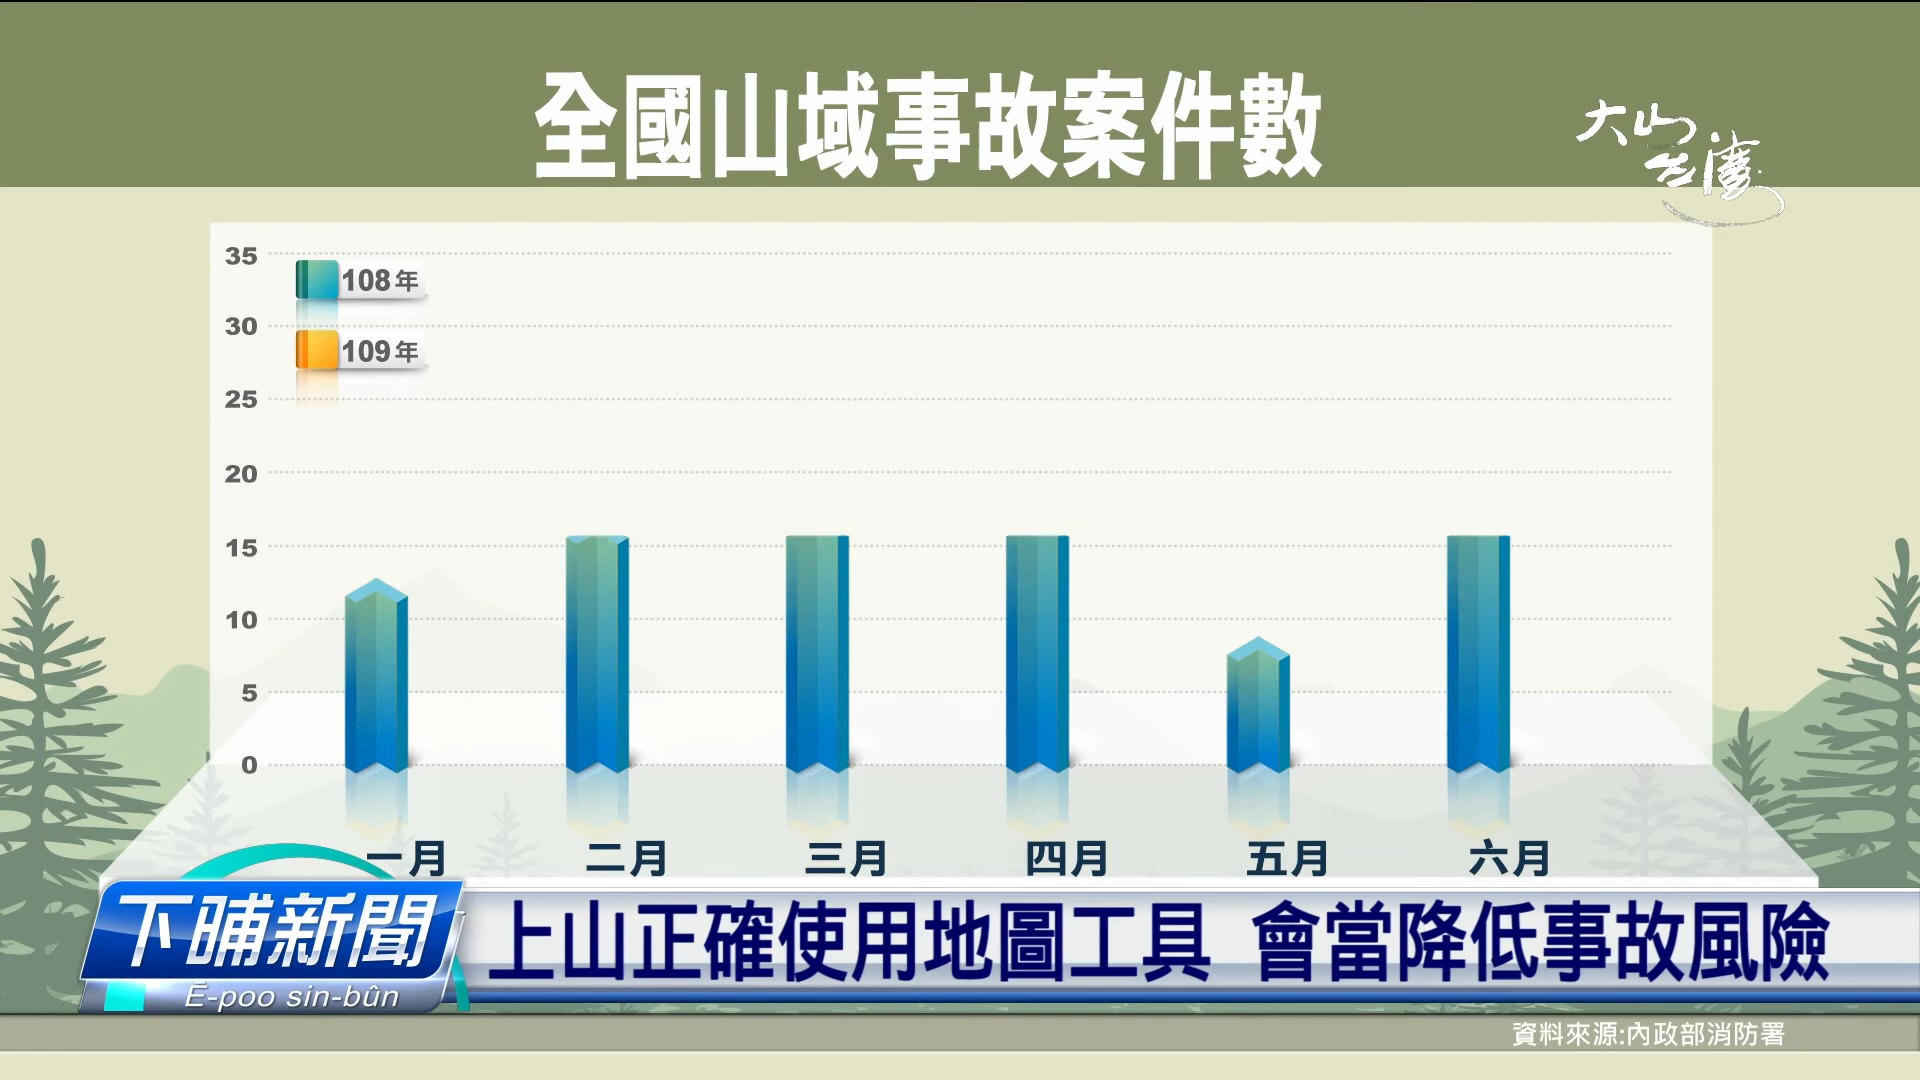 全國山域事故案件數
大山
台灣
35
108年
30
109年
25
20
15
10
5
0
一月 二月 三月 四月 五月 六月
下晡新聞
E-poo sin-bûn
上山正確使用地圖工具 會當降低事故風險
資料來源:內政部消防署